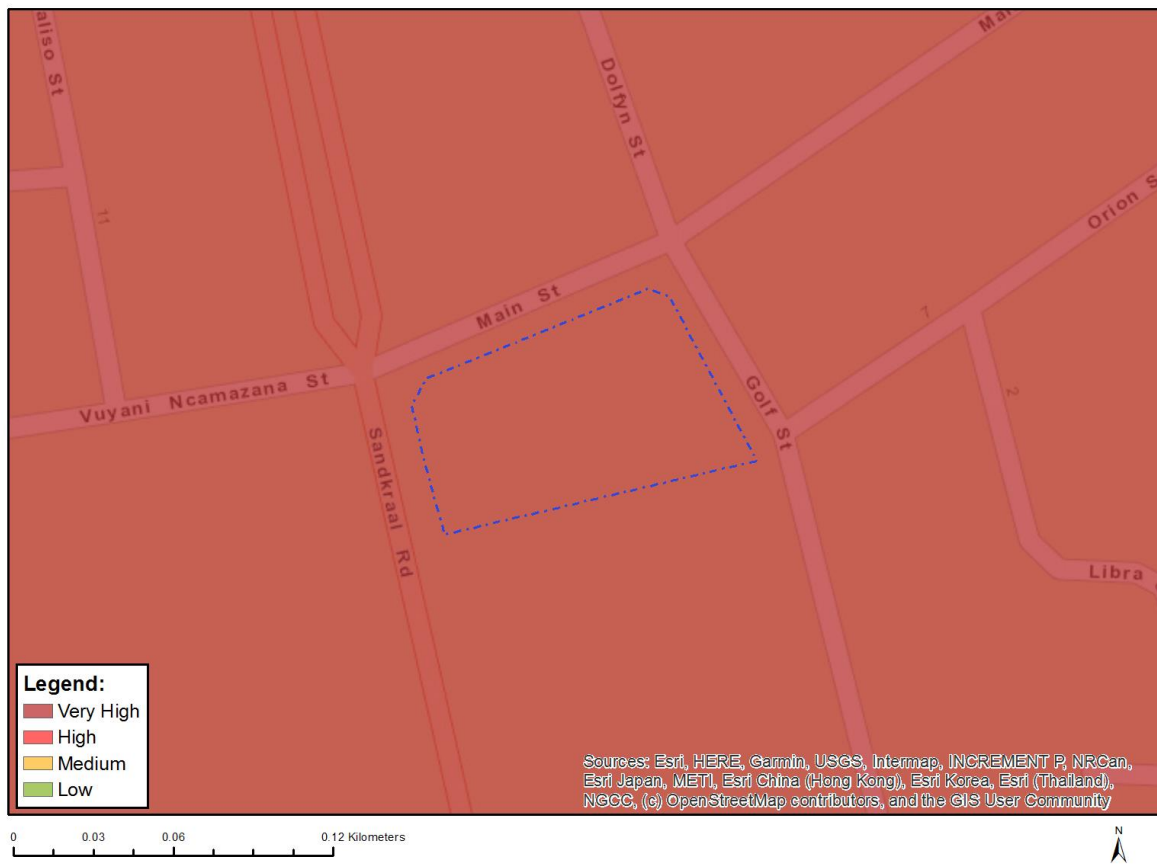 aliso St
11
Dolfyn St
Ma
Orion S
7
2
Main St
Vuyani Ncamazana St
Golf St
Sandkraal Rd
Libra
Legend:
Very High
High
Medium
Low
Sources: Esri, HERE, Garmin, USGS, Intermap, INCREMENT P, NRCan,
Esri Japan, METI, Esri China (Hong Kong), Esri Korea, Esri (Thailand),
NGCC, (c) OpenStreetMap contributors, and the GIS User Community
0 0.03 0.06 0.12 Kilometers
N